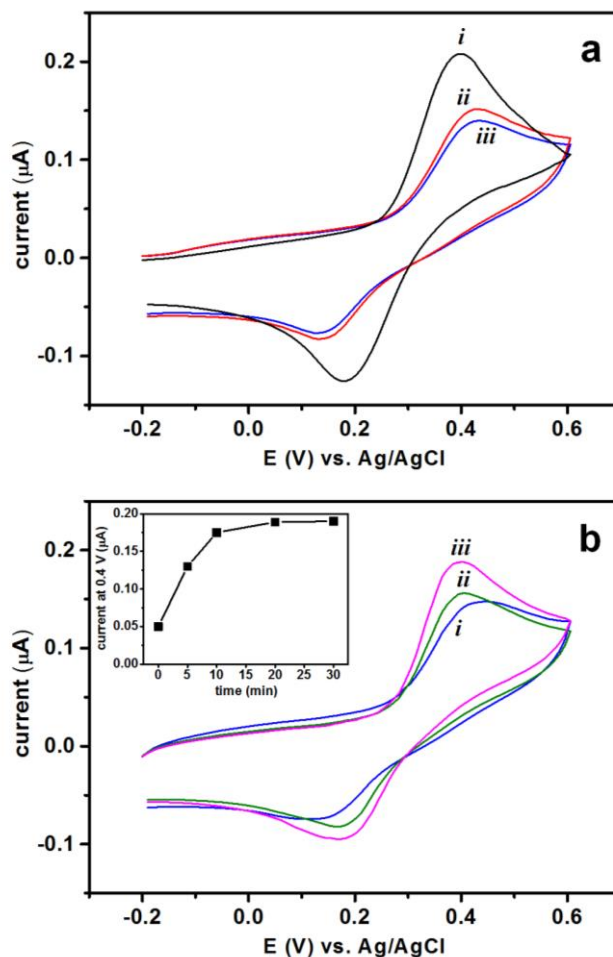 a
i
ii
iii
0.2
0.1
0.0
-0.1
current (μA)
-0.2 0.0 0.2 0.4 0.6
E (V) vs. Ag/AgCl
b
iii
ii
i
0.20
0.15
0.10
0.05
0.00
current at 0.4 V (μA)
0 5 10 15 20 25 30
time (min)
0.2
0.1
0.0
-0.1
current (μA)
-0.2 0.0 0.2 0.4 0.6
E (V) vs. Ag/AgCl